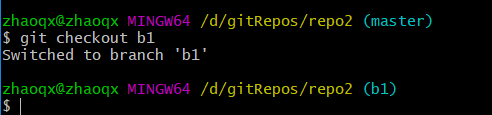 zhaoqx@zhaoqx MINGW64 /d/gitRepos/repo2 (master)
$ git checkout b1
Switched to branch 'b1'
zhaoqx@zhaoqx MINGW64 /d/gitRepos/repo2 (b1)
$